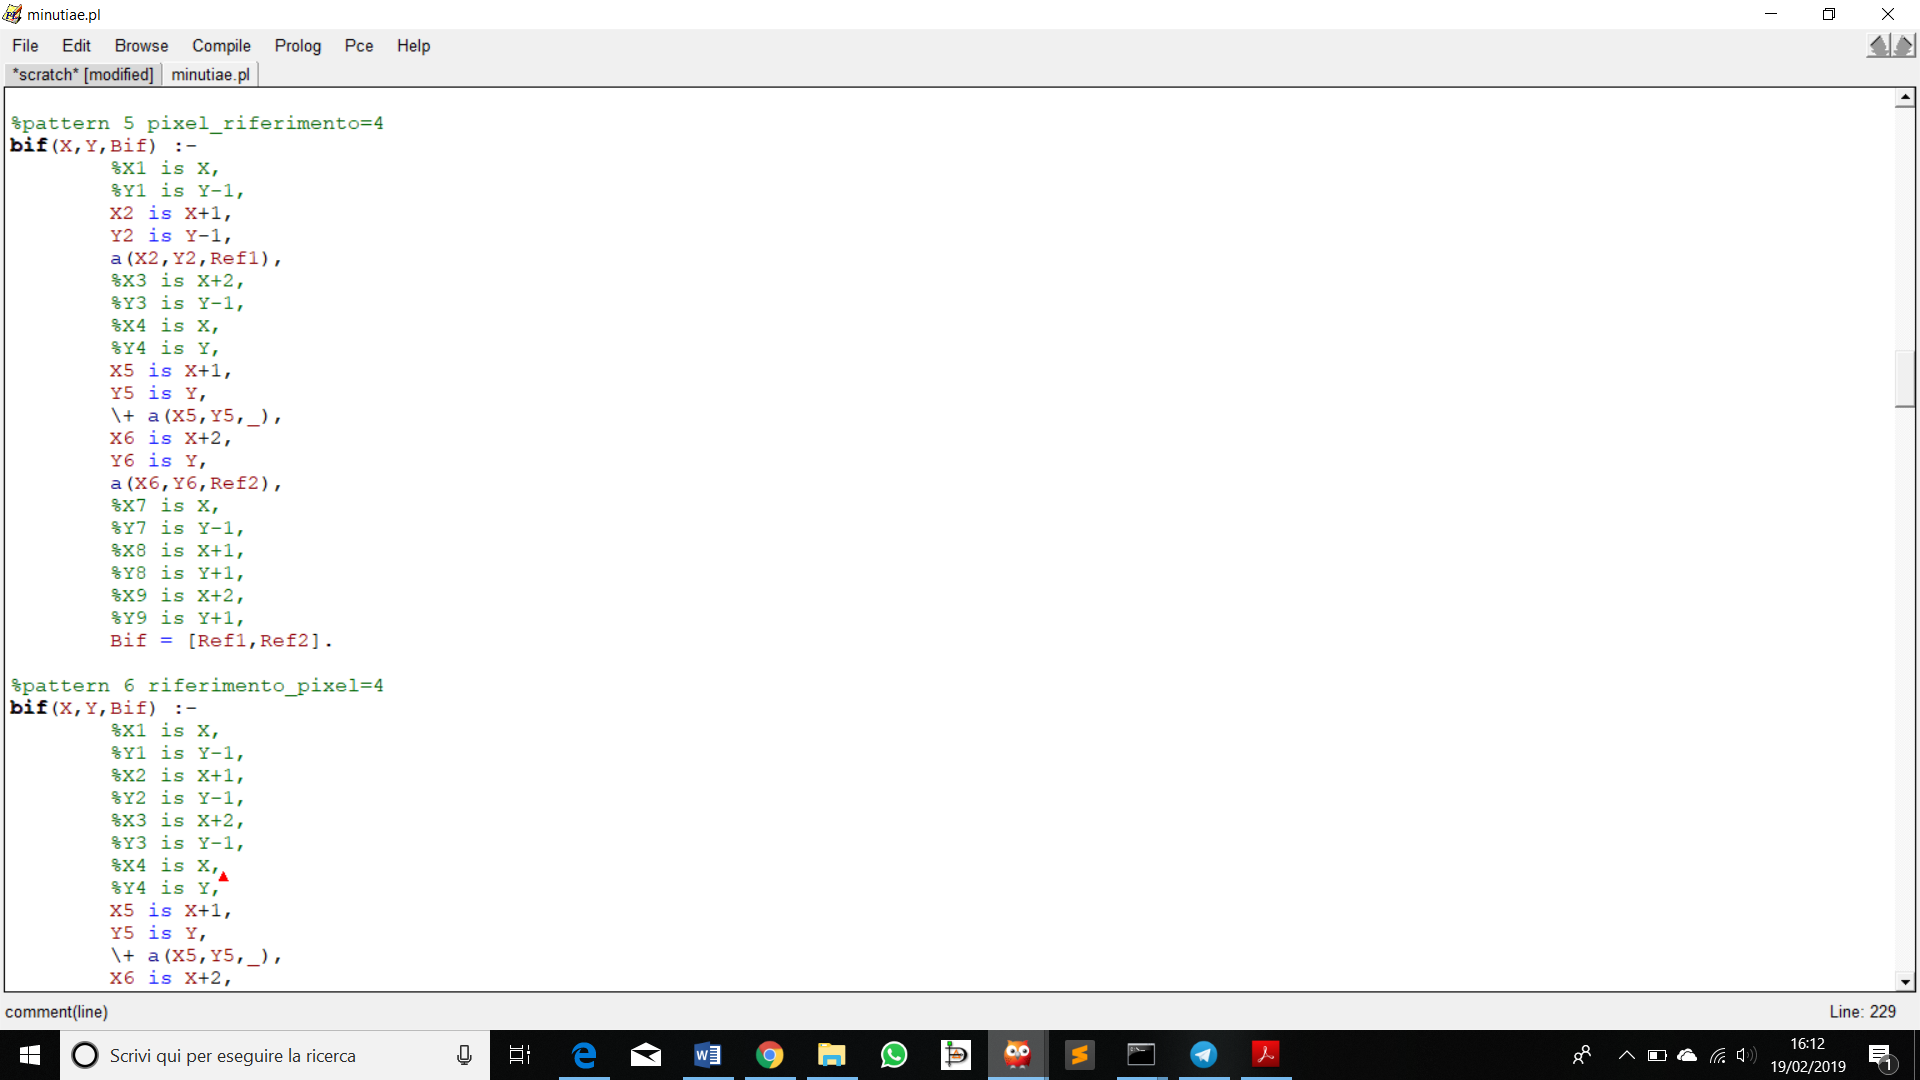 minutiae.pl
File Edit Browse Compile Prolog Pce Help
*scratch* [modified] minutiae.pl
%pattern 5 pixel_riferimento=4
bif(X,Y,Bif) :-
%X1 is X,
%Y1 is Y-1,
X2 is X+1,
Y2 is Y-1,
a(X2,Y2,Ref1),
%X3 is X+2,
%Y3 is Y-1,
%X4 is X,
%Y4 is Y,
X5 is X+1,
Y5 is Y,
\+ a(X5,Y5,_),
X6 is X+2,
Y6 is Y,
a(X6,Y6,Ref2),
%X7 is X,
%Y7 is Y-1,
%X8 is X+1,
%Y8 is Y+1,
%X9 is X+2,
%Y9 is Y+1,
Bif = [Ref1,Ref2].
%pattern 6 riferimento_pixel=4
bif(X,Y,Bif) :-
%X1 is X,
%Y1 is Y-1,
%X2 is X+1,
%Y2 is Y-1,
%X3 is X+2,
%Y3 is Y-1,
%X4 is X,
%Y4 is Y,
X5 is X+1,
Y5 is Y,
\+ a(X5,Y5,_),
X6 is X+2,
comment(line) Line: 229
Scrivi qui per eseguire la ricerca
16:12
19/02/2019
1